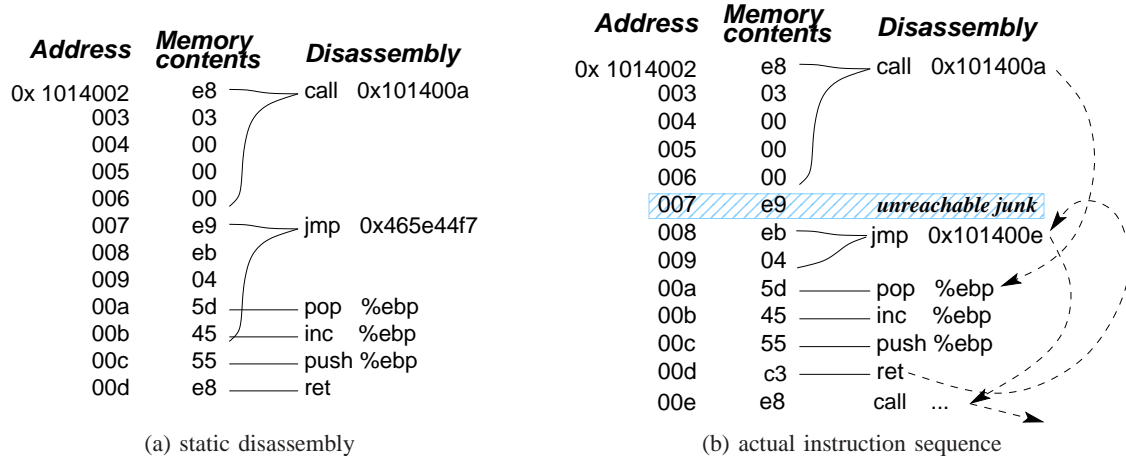 Address Memory contents Disassembly
0x 1014002 e8 call 0x101400a
003 03
004 00
005 00
006 00
007 e9 jmp 0x465e44f7
008 eb
009 04
00a 5d pop %ebp
00b 45 inc %ebp
00c 55 push %ebp
00d e8 ret
(a) static disassembly
Address Memory contents Disassembly
0x 1014002 e8 call 0x101400a
003 03
004 00
005 00
006 00
007 e9 unreachable junk
008 eb jmp 0x101400e
009 04
00a 5d pop %ebp
00b 45 inc %ebp
00c 55 push %ebp
00d c3 ret
00e e8 call ...
(b) actual instruction sequence